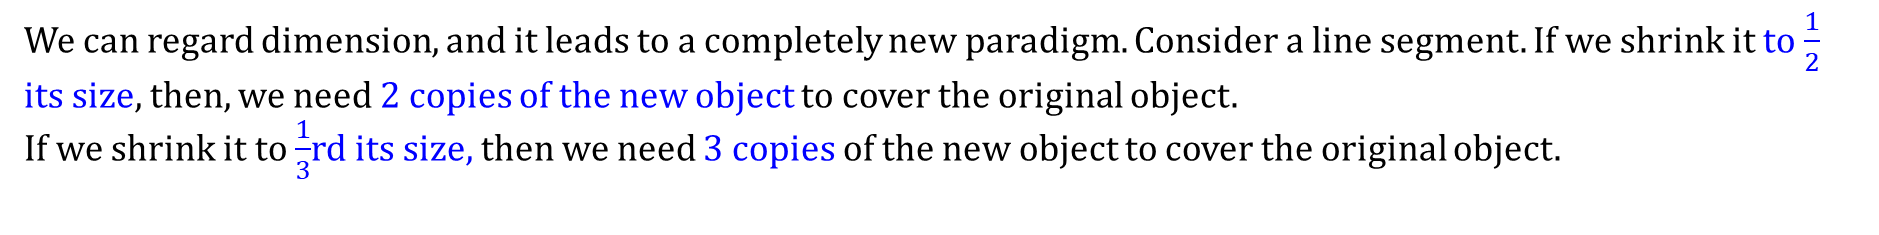 We can regard dimension, and it leads to a completely new paradigm. Consider a line segment. If we shrink it to 1/2
its size, then, we need 2 copies of the new object to cover the original object.
If we shrink it to 1/3rd its size, then we need 3 copies of the new object to cover the original object.